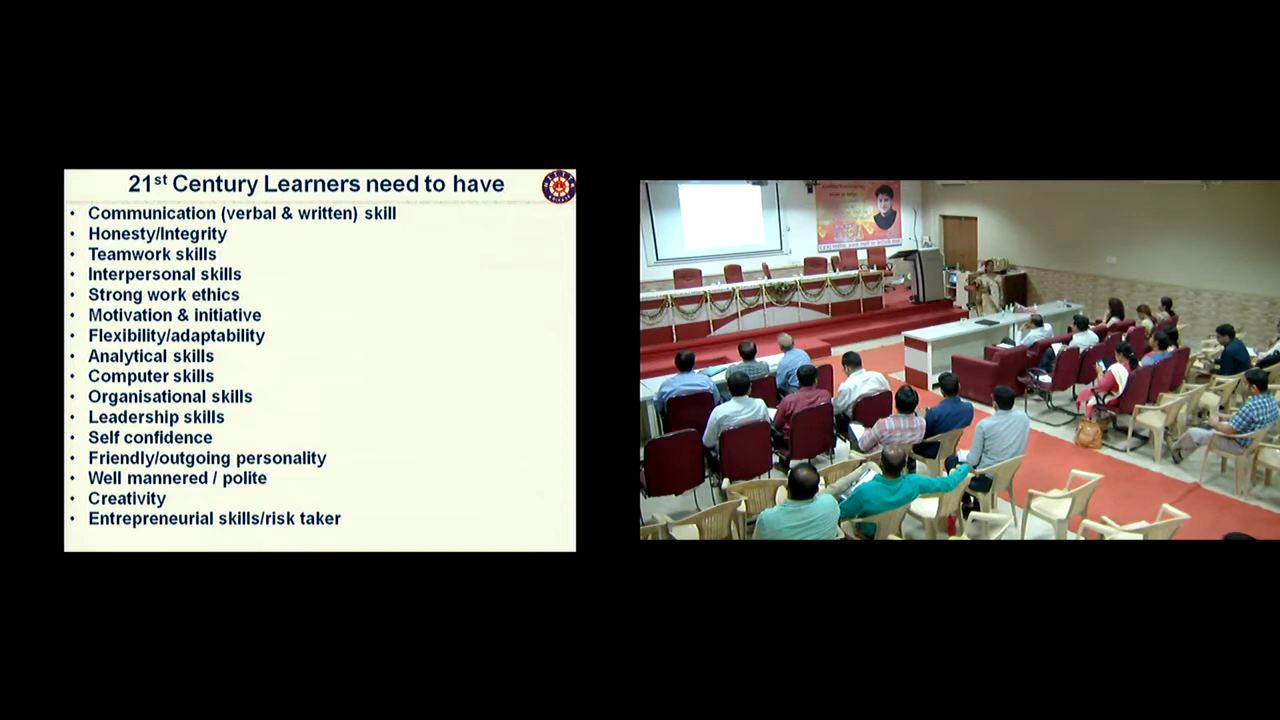 21st Century Learners need to have
• Communication (verbal & written) skill
• Honesty/Integrity
• Teamwork skills
• Interpersonal skills
• Strong work ethics
• Motivation & initiative
• Flexibility/adaptability
• Analytical skills
• Computer skills
• Organisational skills
• Leadership skills
• Self confidence
• Friendly/outgoing personality
• Well mannered / polite
• Creativity
• Entrepreneurial skills/risk taker